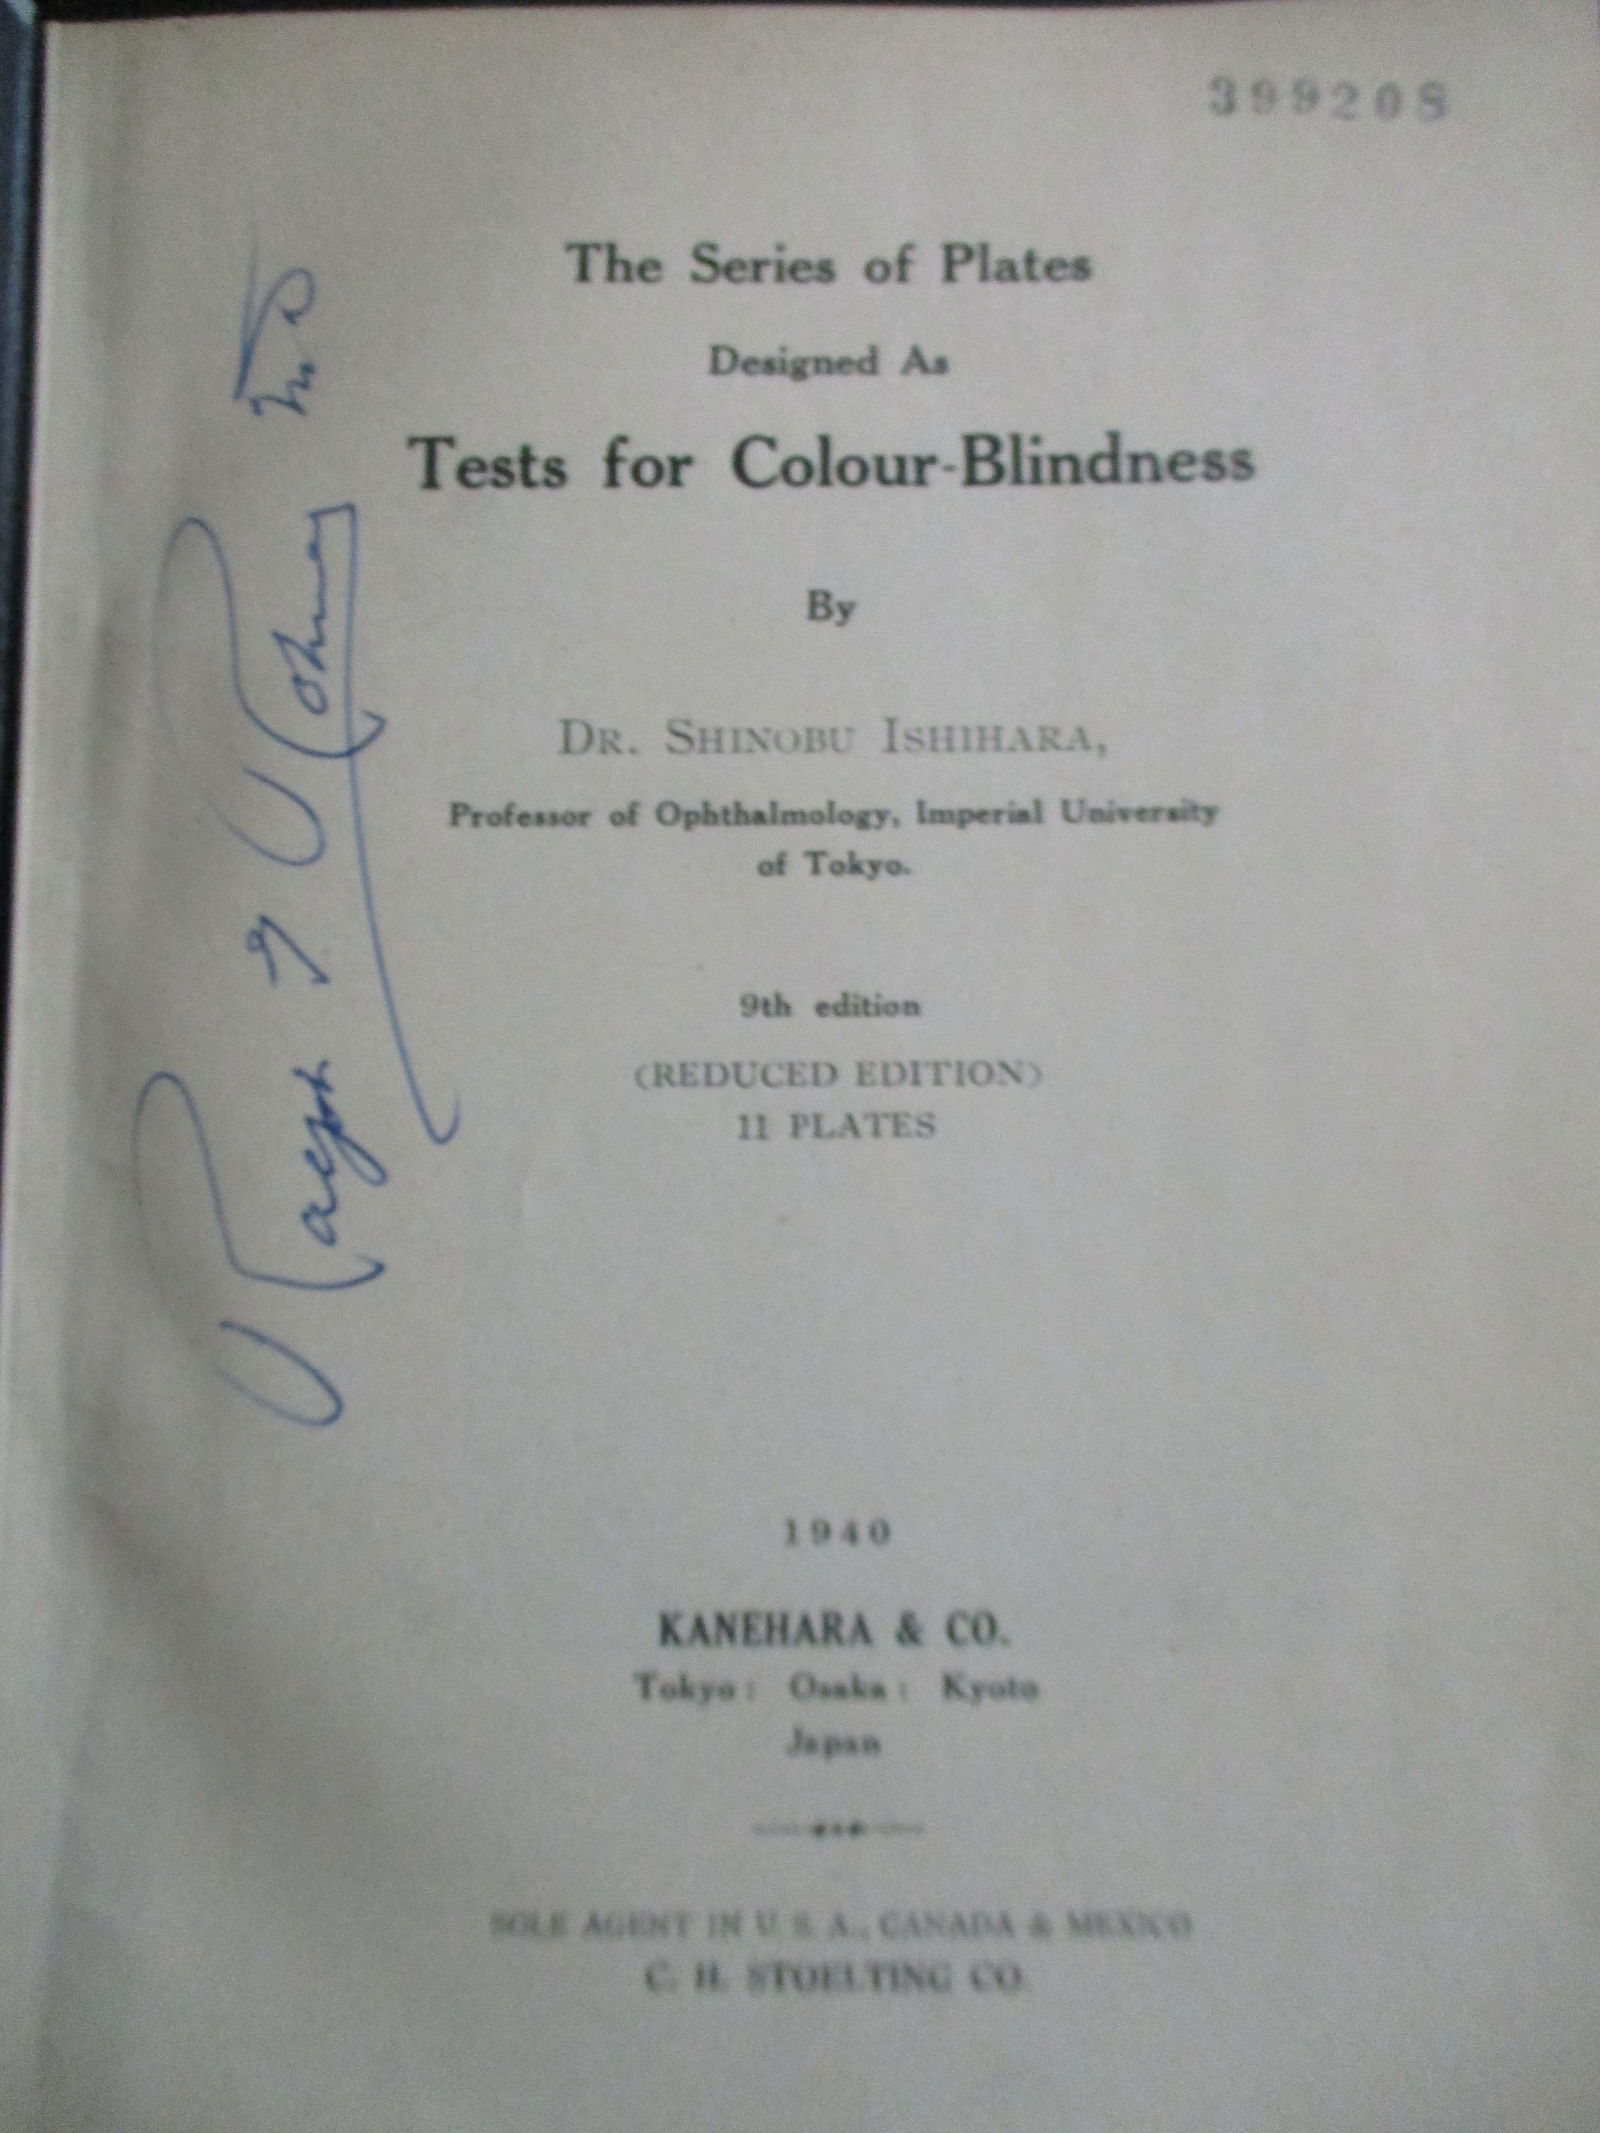 399208
The Series of Plates
Designed As
Tests for Colour-Blindness
By
DR. SHINOBU ISHIHARA,
Professor of Ophthalmology, Imperial University
of Tokyo.
9th edition
(REDUCED EDITION)
11 PLATES
1940
KANEHARA & CO.
Tokyo: Osaka: Kyoto
Japan
SOLE AGENT IN U. S. A., CANADA & MEXICO
C. H. STOELTING CO.